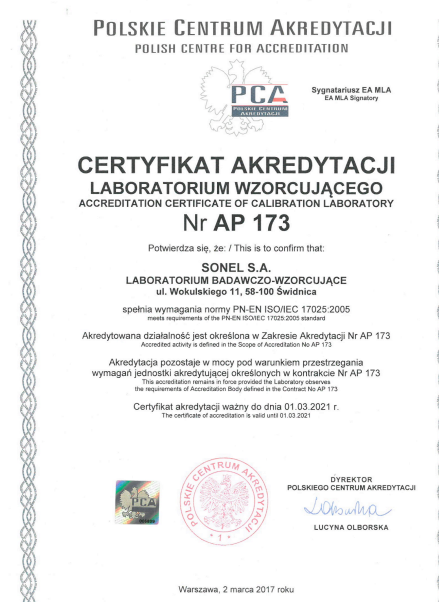 POLSKIE CENTRUM AKREDYTACJI
POLISH CENTRE FOR ACCREDITATION
PCA
POLSKIE CENTRUM
AKREDYTACJI
Sygnatariusz EA MLA
EA MLA Signatory
CERTYFIKAT AKREDYTACJI
LABORATORIUM WZORCUJĄCEGO
ACCREDITATION CERTIFICATE OF CALIBRATION LABORATORY
Nr AP 173
Potwierdza się, że: / This is to confirm that:
SONEL S.A.
LABORATORIUM BADAWCZO-WZORCUJĄCE
ul. Wokulskiego 11, 58-100 Świdnica
spełnia wymagania normy PN-EN ISO/IEC 17025:2005
meets requirements of the PN-EN ISO/IEC 17025:2005 standard
Akredytowana działalność jest określona w Zakresie Akredytacji Nr AP 173
Accredited activity is defined in the Scope of Accreditation No AP 173
Akredytacja pozostaje w mocy pod warunkiem przestrzegania
wymagań jednostki akredytującej określonych w kontrakcie Nr AP 173
This accreditation remains in force provided the Laboratory observes
the requirements of Accreditation Body defined in the Contract No AP 173
Certyfikat akredytacji ważny do dnia 01.03.2021 r.
The certificate of accreditation is valid until 01.03.2021
PCA
POLSKIE CENTRUM AKREDYTACJI
* 1 *
DYREKTOR
POLSKIEGO CENTRUM AKREDYTACJI
LUCYNA OLBORSKA
Warszawa, 2 marca 2017 roku